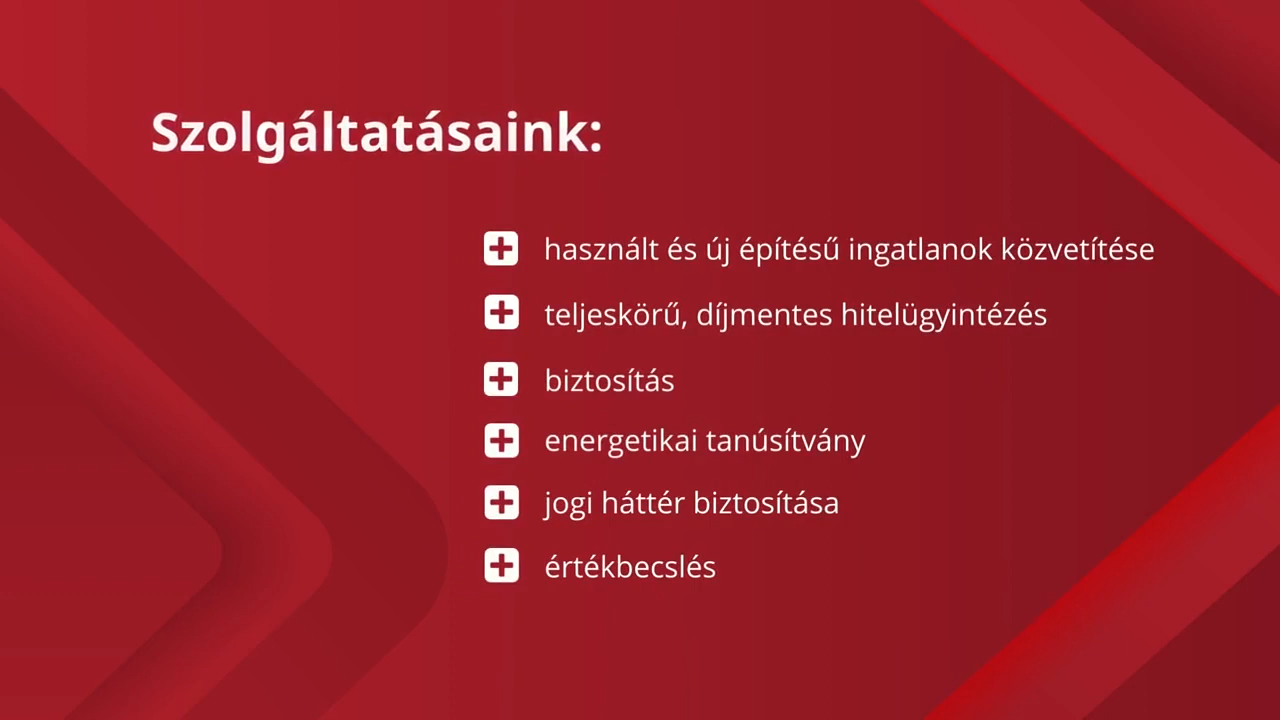 Szolgáltatásaink:
használt és új építésű ingatlanok közvetítése
teljeskörű, díjmentes hitelügyintézés
biztosítás
energetikai tanúsítvány
jogi háttér biztosítása
értékbecslés